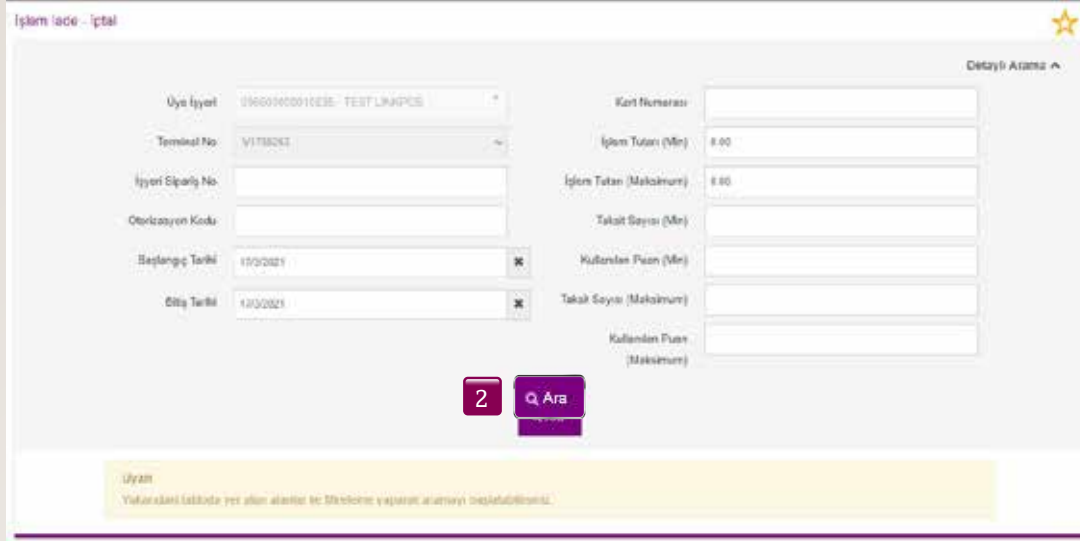 İşlem İade - İptal
Detaylı Arama
Üye İşyeri
TEST LINKPOS
Kart Numarası
Terminal No
İşlem Tutarı (Min)
0.00
İşyeri Sipariş No
İşlem Tutarı (Maksimum)
0.00
Otorizasyon Kodu
Taksit Sayısı (Min)
Başlangıç Tarihi
Kullanılan Puan (Min)
Bitiş Tarihi
Taksit Sayısı (Maksimum)
Kullanılan Puan
(Maksimum)
2
Ara
Uyarı
Yukarıdaki tabloda yer alan alanlar ile filtreleme yaparak aramayı başlatabilirsiniz.